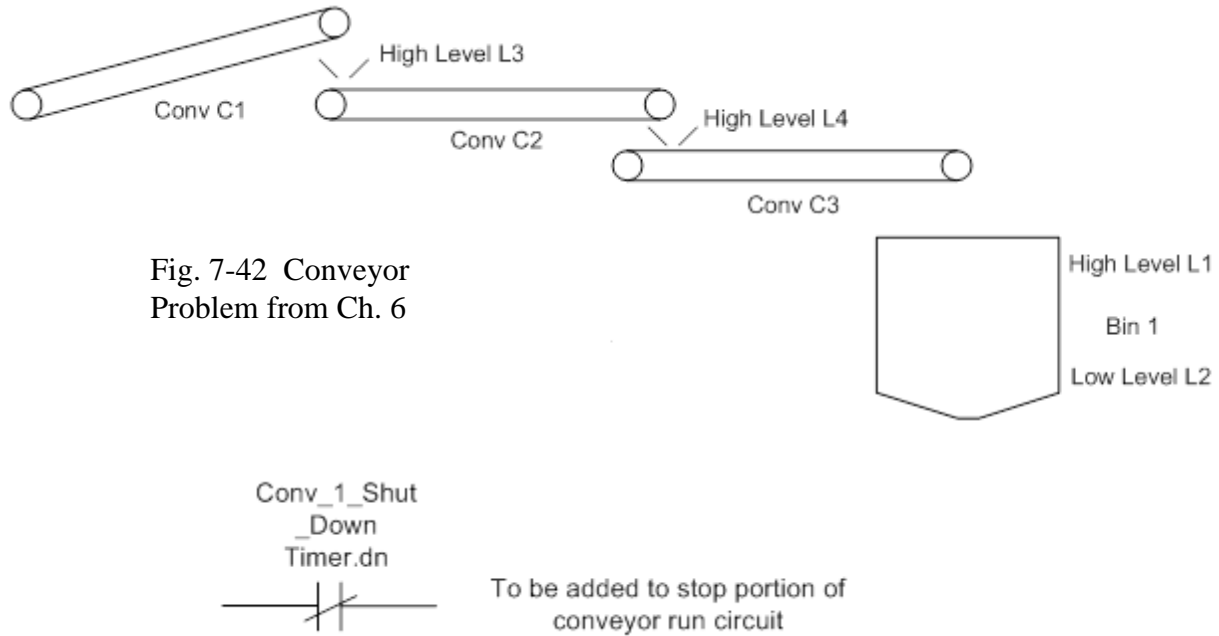 High Level L3
Conv C1
High Level L4
Conv C2
Conv C3
Fig. 7-42 Conveyor
Problem from Ch. 6
High Level L1
Bin 1
Low Level L2
Conv_1_Shut
_Down
Timer.dn
To be added to stop portion of
conveyor run circuit